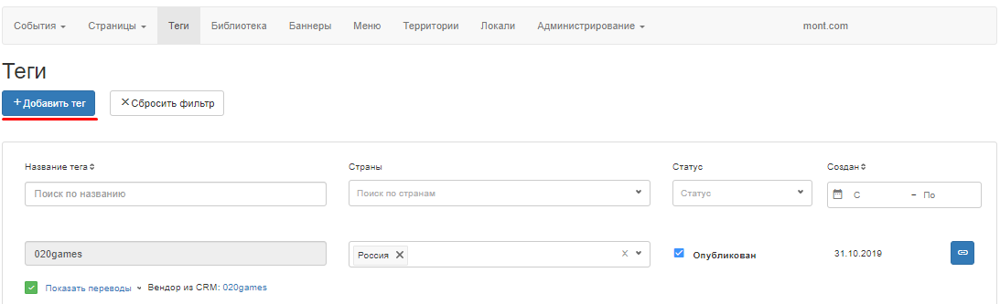 События Страницы Теги Библиотека Баннеры Меню Территории Локали Администрирование mont.com
Теги
+Добавить тег ×Сбросить фильтр
Название тега Страны Статус Создан
Поиск по названию Поиск по странам Статус С – По
020games Россия × × Опубликован 31.10.2019
Показать переводы Вендор из CRM: 020games